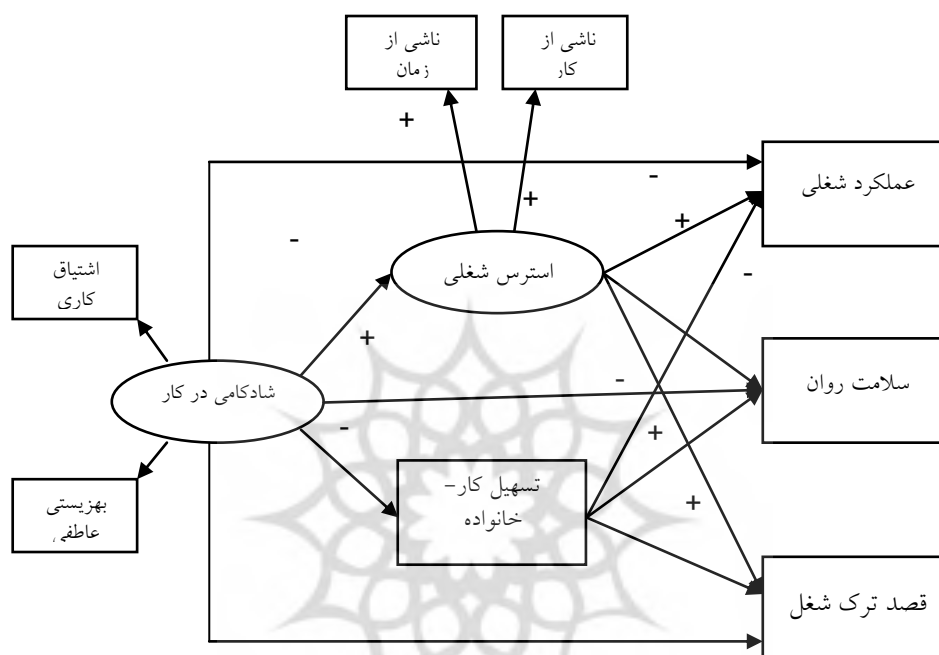 ناشی از
کار
ناشی از
زمان
+
+
-
-
عملکرد شغلی
+
-
استرس شغلی
اشتیاق
کاری
+
شادکامی در کار
-
سلامت روان
-
+
تسهیل کار-
خانواده
+
بهزیستی
عاطفی
قصد ترک شغل